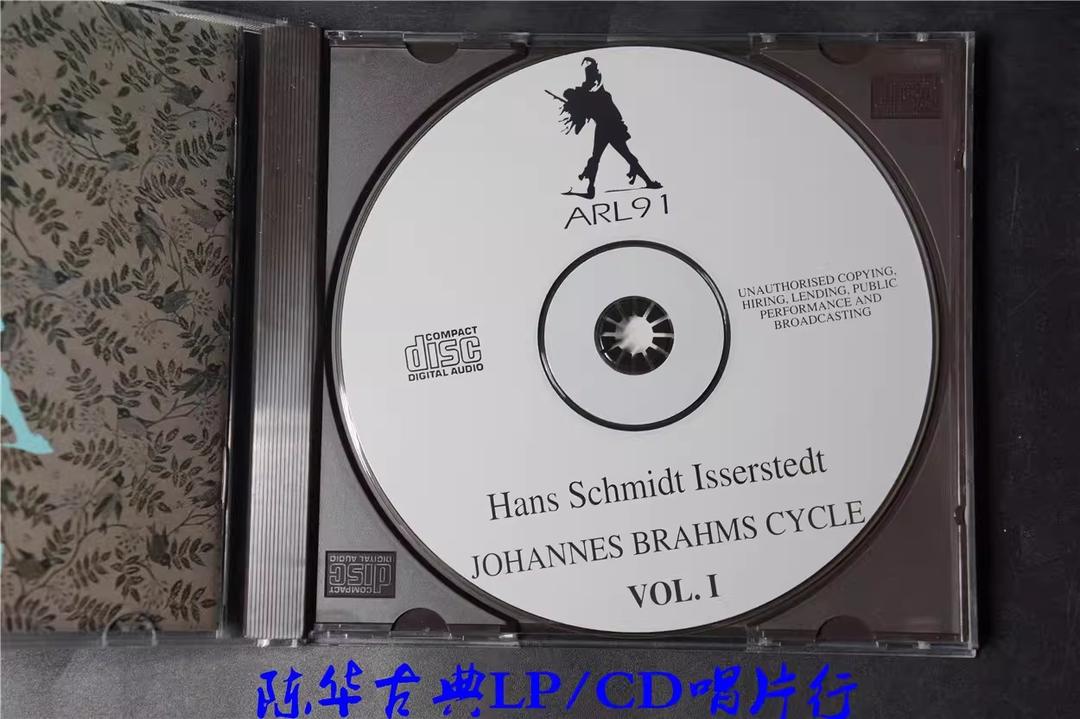 ARL91
UNAUTHORISED COPYING,
HIRING, LENDING, PUBLIC
PERFORMANCE AND
BROADCASTING
COMPACT
disc
DIGITAL AUDIO
Hans Schmidt Isserstedt
JOHANNES BRAHMS CYCLE
VOL. I
COMPACT
disc
DIGITAL AUDIO
陈华古典LP/CD唱片行